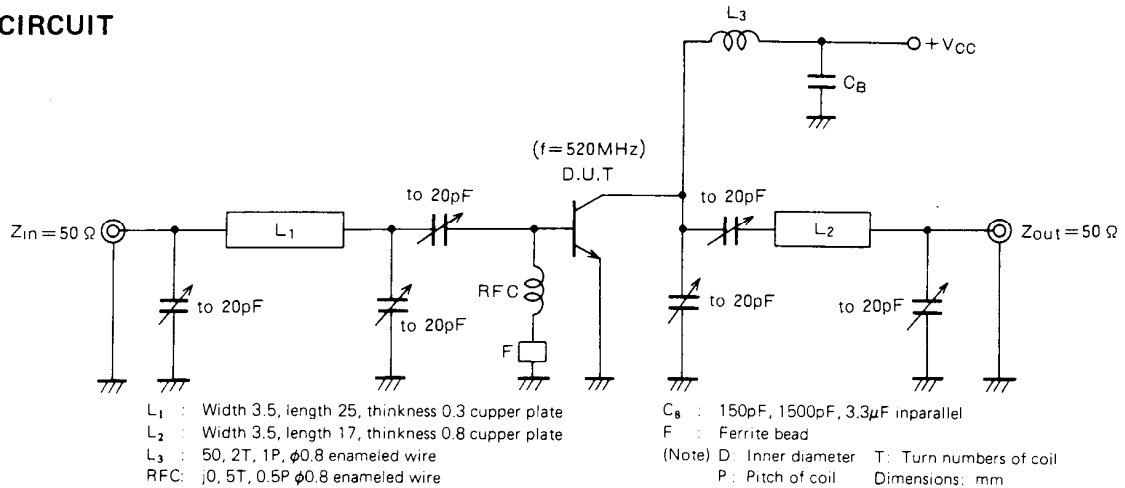 CIRCUIT
L3
+VCC
CB
(f=520MHz)
D.U.T
to 20pF
to 20pF
Zin=50 Ω
L1
L2
Zout=50 Ω
to 20pF
to 20pF
RFC
to 20pF
to 20pF
F
L1 : Width 3.5, length 25, thinkness 0.3 cupper plate
L2 : Width 3.5, length 17, thinkness 0.8 cupper plate
L3 : 50, 2T, 1P, φ0.8 enameled wire
RFC: j0, 5T, 0.5P φ0.8 enameled wire
CB : 150pF, 1500pF, 3.3μF inparallel
F : Ferrite bead
(Note) D: Inner diameter T: Turn numbers of coil
P: Pitch of coil Dimensions: mm